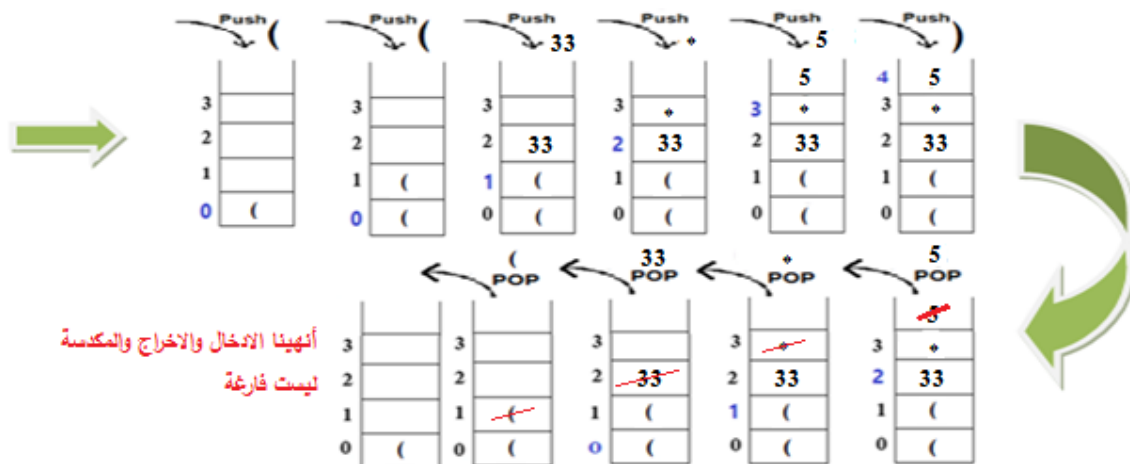 Push ( Push ( Push 33 Push * Push 5 Push )
5 4 5
3 3 3 3 * 3 * 3 *
2 2 2 33 2 33 2 33 2 33
1 1 ( 1 ( 1 ( 1 ( 1 (
0 ( 0 ( 0 ( 0 ( 0 ( 0 (
( 33 * 5
POP POP POP POP
5
أنهينا الادخال والاخراج والمكدسة
ليست فارغة
3 3 3 3 * 3 *
2 2 2 33 2 33 2 33
1 1 ( 1 ( 1 ( 1 (
0 ( 0 ( 0 ( 0 ( 0 (